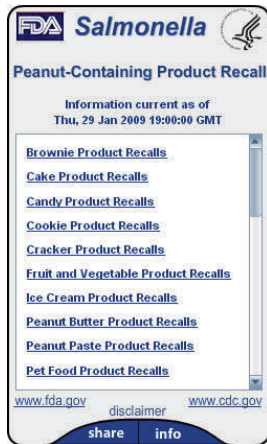 FDA Salmonella
Peanut-Containing Product Recall
Information current as of
Thu, 29 Jan 2009 19:00:00 GMT
Brownie Product Recalls
Cake Product Recalls
Candy Product Recalls
Cookie Product Recalls
Cracker Product Recalls
Fruit and Vegetable Product Recalls
Ice Cream Product Recalls
Peanut Butter Product Recalls
Peanut Paste Product Recalls
Pet Food Product Recalls
www.fda.gov www.cdc.gov
disclaimer
share info